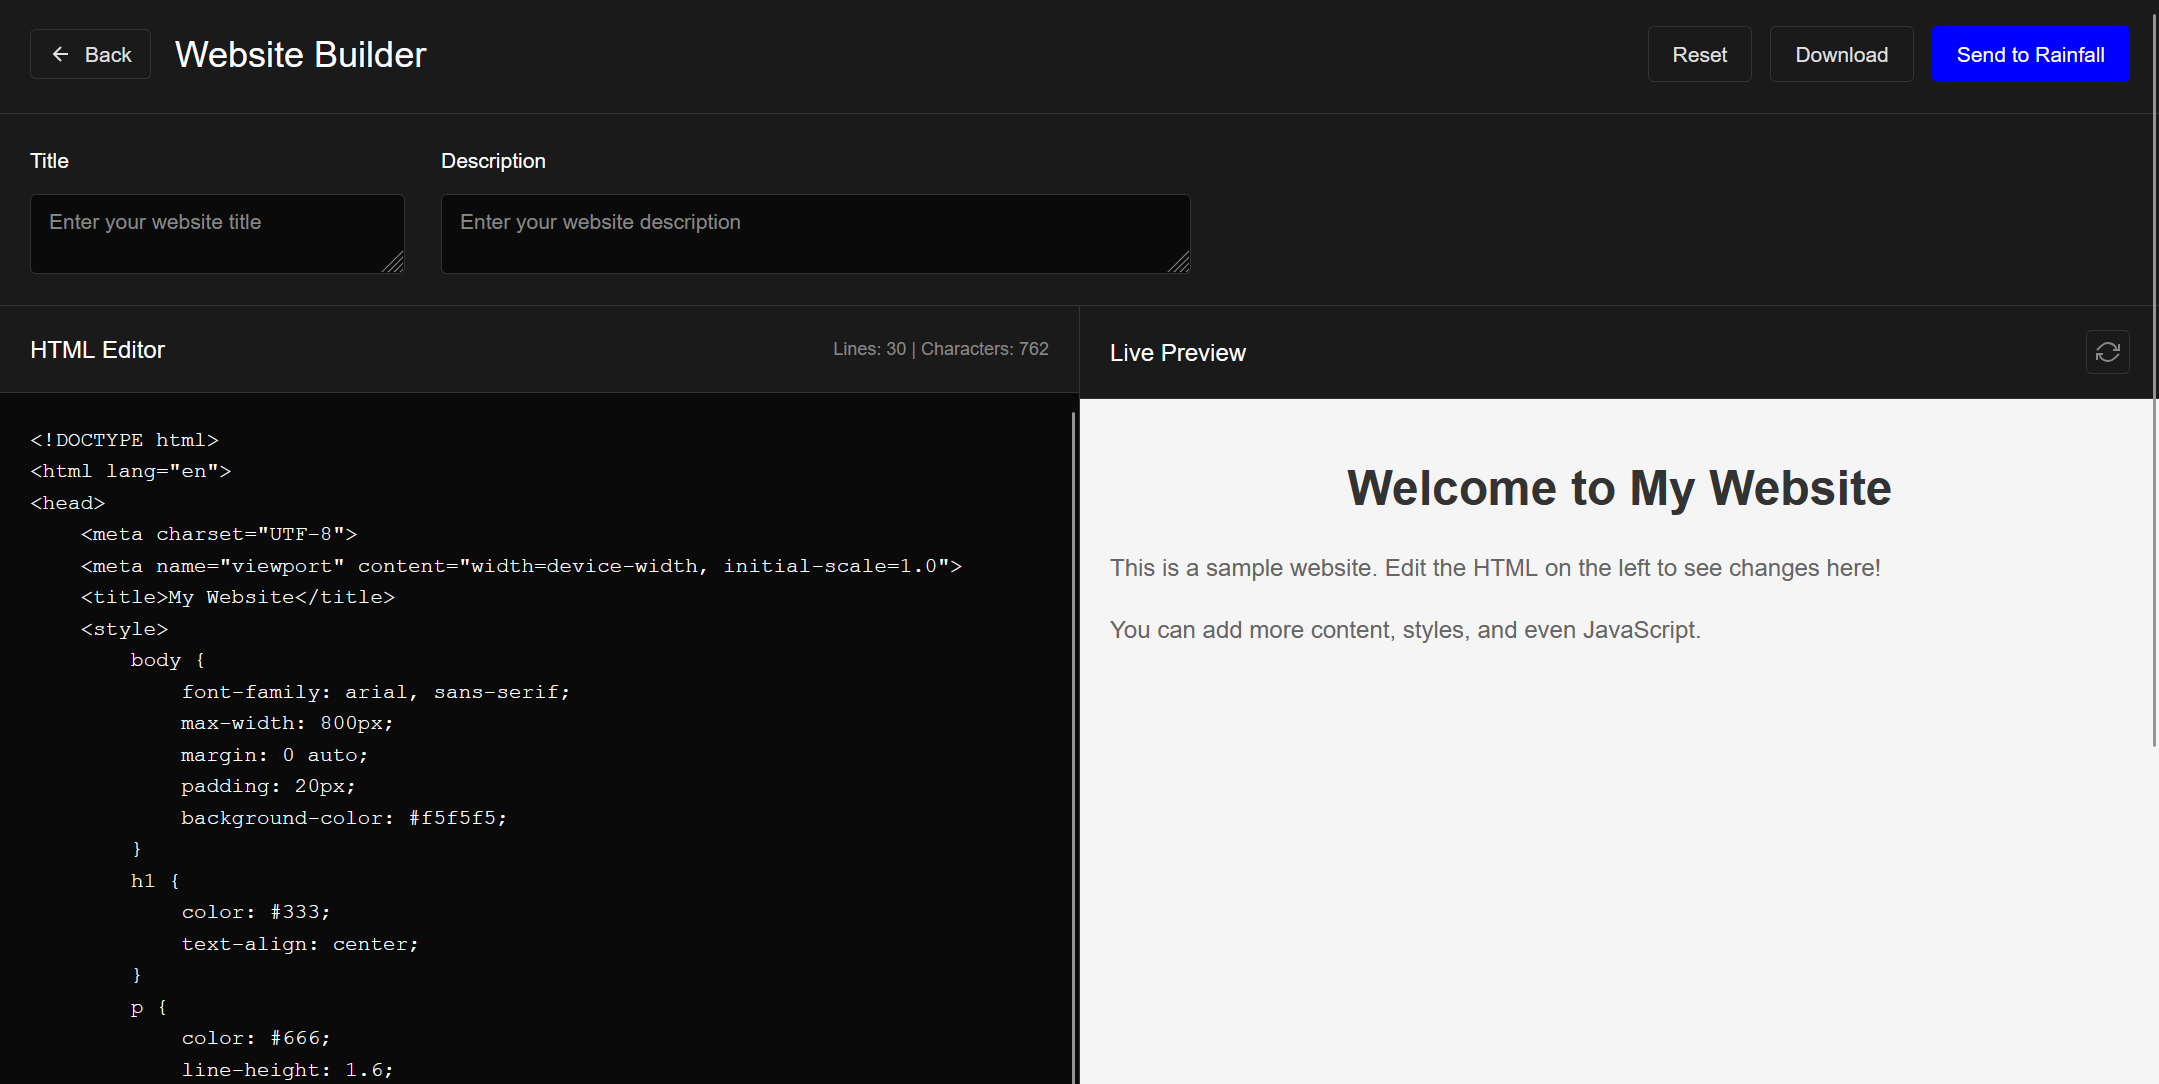 Back
Website Builder
Reset
Download
Send to Rainfall
Title
Description
Enter your website title
Enter your website description
HTML Editor
Lines: 30 | Characters: 762
Live Preview
<!DOCTYPE html>
<html lang="en">
<head>
    <meta charset="UTF-8">
    <meta name="viewport" content="width=device-width, initial-scale=1.0">
    <title>My Website</title>
    <style>
        body {
            font-family: arial, sans-serif;
            max-width: 800px;
            margin: 0 auto;
            padding: 20px;
            background-color: #f5f5f5;
        }
        h1 {
            color: #333;
            text-align: center;
        }
        p {
            color: #666;
            line-height: 1.6;
Welcome to My Website
This is a sample website. Edit the HTML on the left to see changes here!
You can add more content, styles, and even JavaScript.